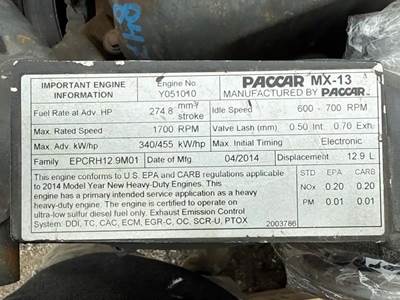 IMPORTANT ENGINE INFORMATION
Engine No.
Y051010
PACCAR MX-13
MANUFACTURED BY PACCAR
Fuel Rate at Adv. HP 274.8 mm³ stroke
Idle Speed 600 - 700 RPM
Max. Rated Speed 1700 RPM
Valve Lash (mm) 0.50 Int. 0.70 Exh.
Max. Adv. kW/hp 340/455 kW/hp
Max. Initial Timing Electronic
Family EPCRH12.9M01
Date of Mfg 04/2014
Displacement 12.9 L
This engine conforms to U.S. EPA and CARB regulations applicable
to 2014 Model Year New Heavy-Duty Engines. This
engine has a primary intended service application as a heavy
heavy-duty engine. This engine is certified to operate on
ultra-low sulfur diesel fuel only. Exhaust Emission Control
System: DDI, TC, CAC, ECM, EGR-C, OC, SCR-U, PTOX
2003786
STD EPA CARB
NOx 0.20 0.20
PM 0.01 0.01